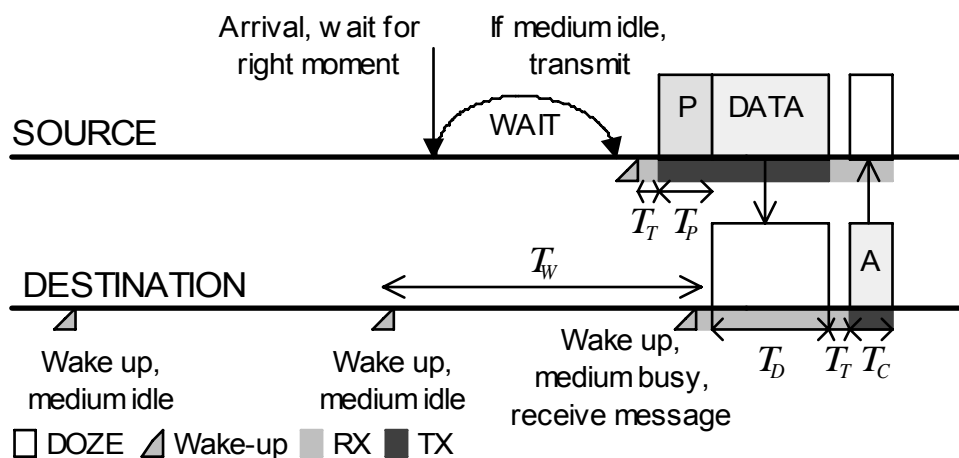 Arrival, wait for
right moment
If medium idle,
transmit
P DATA
SOURCE
WAIT
T_T T_P
T_W
A
DESTINATION
Wake up,
medium idle
Wake up,
medium idle
Wake up,
medium busy,
receive message
T_D T_T T_C
DOZE Wake-up RX TX